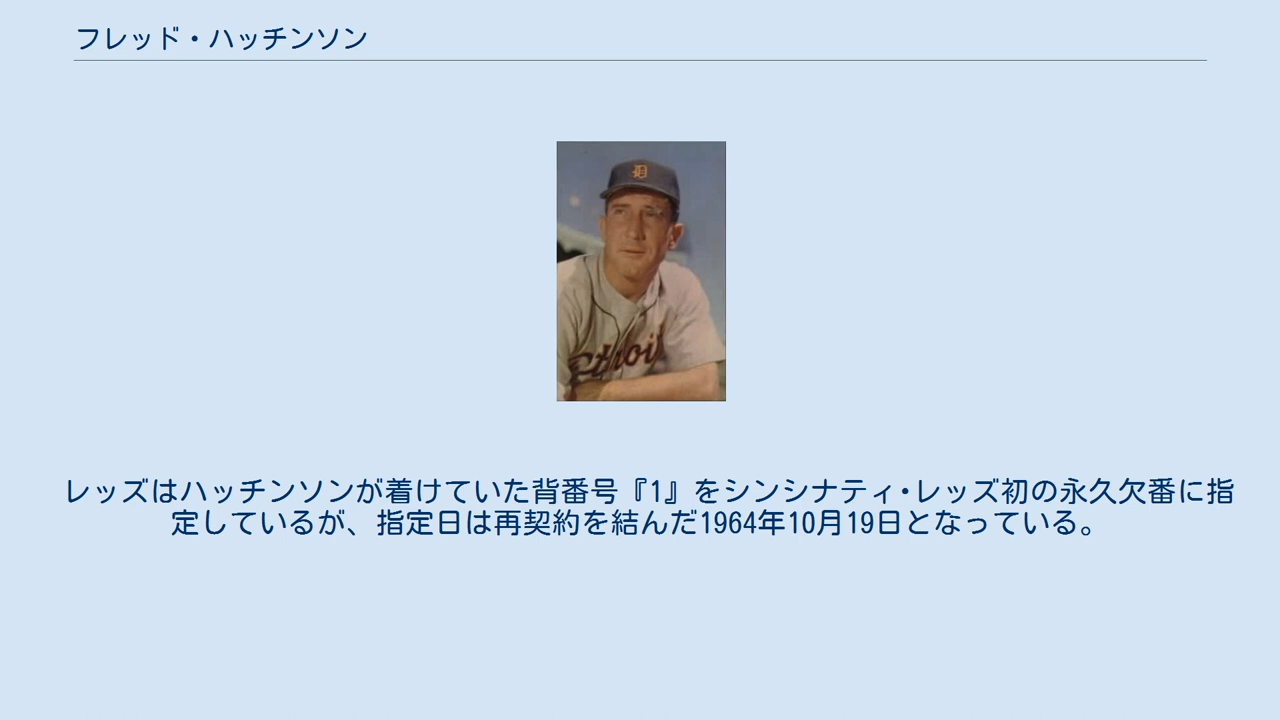 フレッド・ハッチンソン
D
Detroit
レッズはハッチンソンが着けていた背番号『1』をシンシナティ・レッズ初の永久欠番に指
定しているが、指定日は再契約を結んだ1964年10月19日となっている。